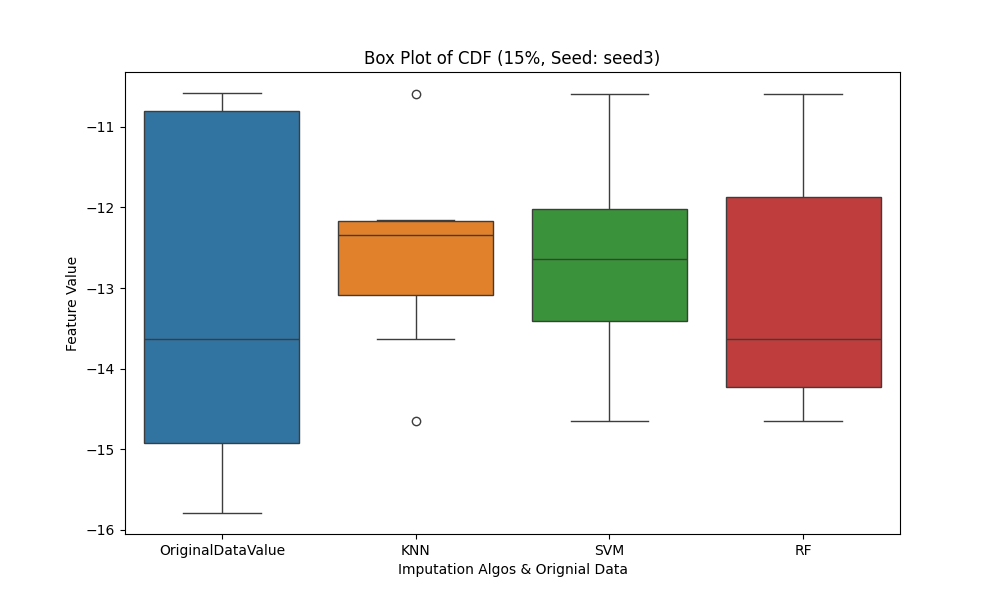 Box Plot of CDF (15%, Seed: seed3)
Feature Value
−11
−12
−13
−14
−15
−16
OriginalDataValue
KNN
SVM
RF
Imputation Algos & Orignial Data